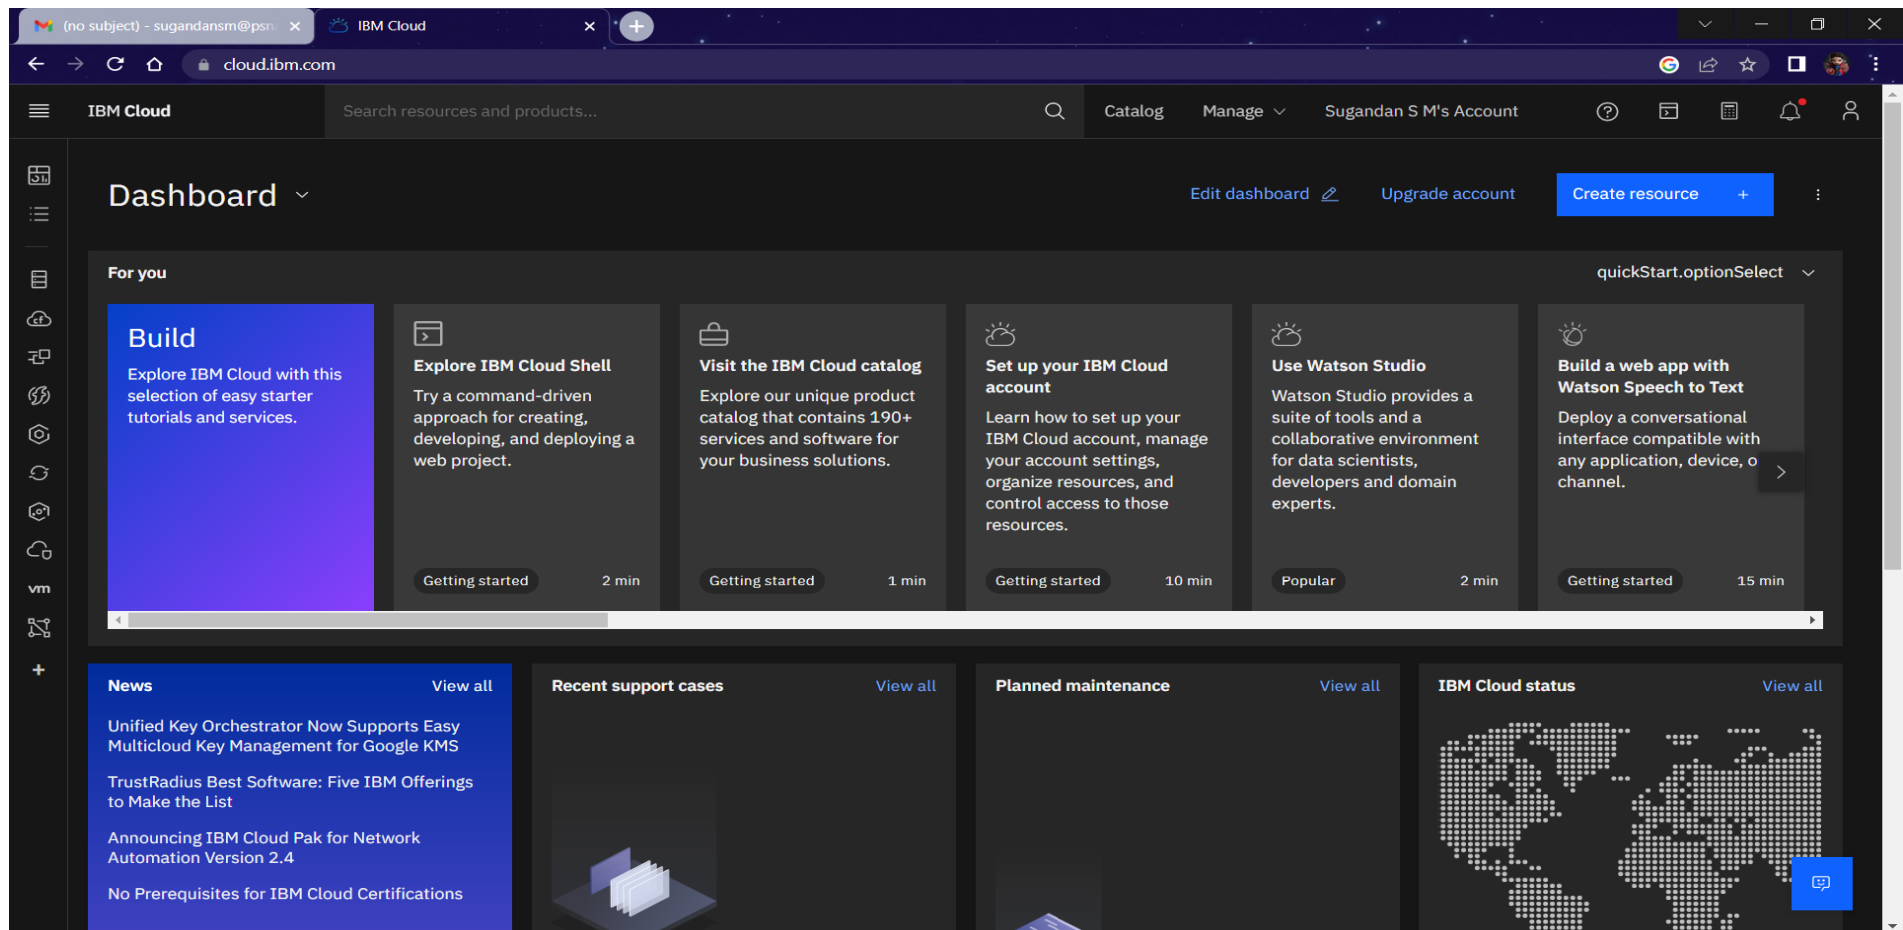 (no subject) - sugandansm@psn
IBM Cloud
cloud.ibm.com
IBM Cloud
Search resources and products...
Catalog
Manage
Sugandan S M's Account
Dashboard
Edit dashboard
Upgrade account
Create resource +
For you
quickStart.optionSelect
Build
Explore IBM Cloud with this
selection of easy starter
tutorials and services.
Explore IBM Cloud Shell
Try a command-driven
approach for creating,
developing, and deploying a
web project.
Getting started
2 min
Visit the IBM Cloud catalog
Explore our unique product
catalog that contains 190+
services and software for
your business solutions.
Getting started
1 min
Set up your IBM Cloud
account
Learn how to set up your
IBM Cloud account, manage
your account settings,
organize resources, and
control access to those
resources.
Getting started
10 min
Use Watson Studio
Watson Studio provides a
suite of tools and a
collaborative environment
for data scientists,
developers and domain
experts.
Popular
2 min
Build a web app with
Watson Speech to Text
Deploy a conversational
interface compatible with
any application, device, o
channel.
Getting started
15 min
vm
News
View all
Unified Key Orchestrator Now Supports Easy
Multicloud Key Management for Google KMS
TrustRadius Best Software: Five IBM Offerings
to Make the List
Announcing IBM Cloud Pak for Network
Automation Version 2.4
No Prerequisites for IBM Cloud Certifications
Recent support cases
View all
Planned maintenance
View all
IBM Cloud status
View all